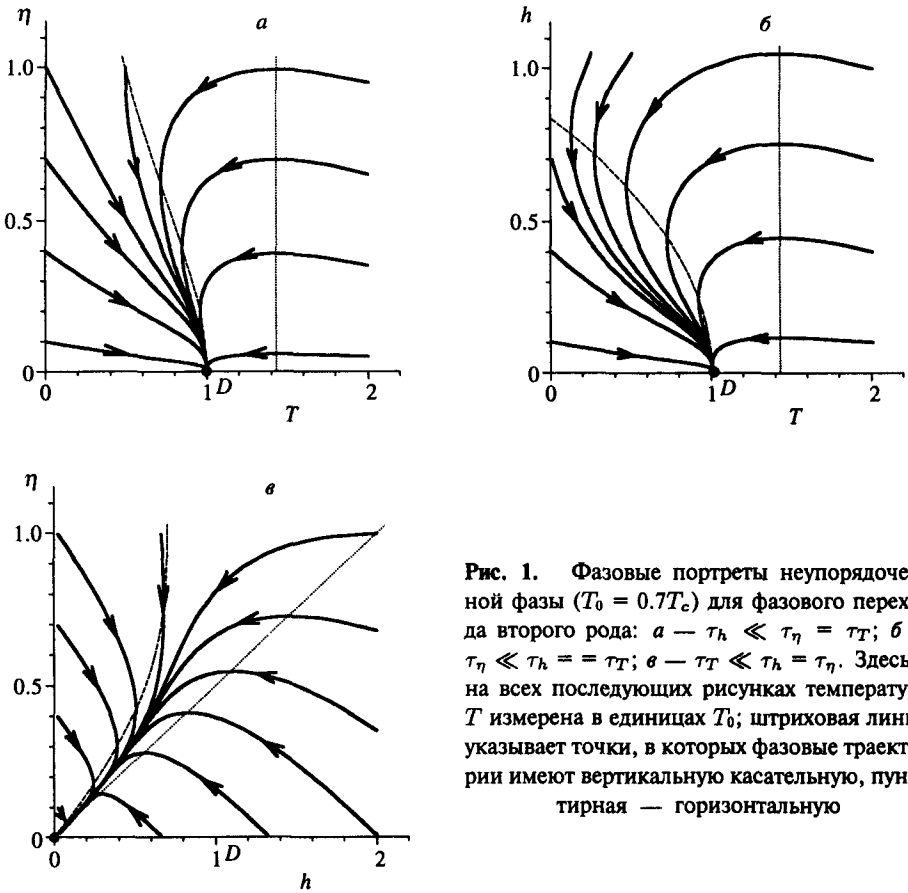 η
а
1.0
0.5
0
0
1
D
2
T
h
б
1.0
0.5
0
0
1
D
2
T
η
в
1.0
0.5
0
0
1
D
2
h
Рис. 1. Фазовые портреты неупорядоче
ной фазы (T₀ = 0.7T_c) для фазового перех
да второго рода: а — τ_h ≪ τ_η = τ_T; б
τ_η ≪ τ_h = = τ_T; в — τ_T ≪ τ_h = τ_η. Здесь
на всех последующих рисунках температу
T измерена в единицах T₀; штриховая лин
указывает точки, в которых фазовые траект
рии имеют вертикальную касательную, пун
тирная — горизонтальную